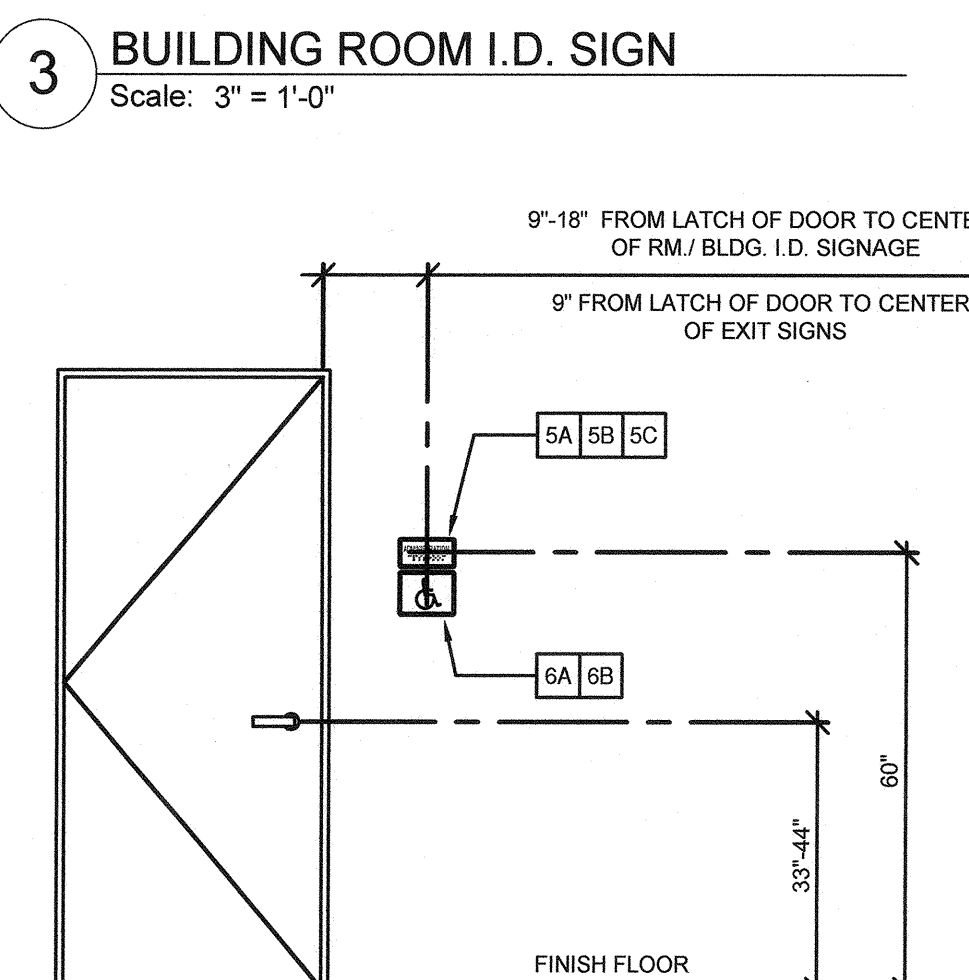 3
BUILDING ROOM I.D. SIGN
Scale: 3" = 1'-0"
9"-18" FROM LATCH OF DOOR TO CENTE
OF RM./ BLDG. I.D. SIGNAGE
9" FROM LATCH OF DOOR TO CENTER
OF EXIT SIGNS
5A 5B 5C
ADMINISTRATION
6A 6B
60"
33"-44"
FINISH FLOOR